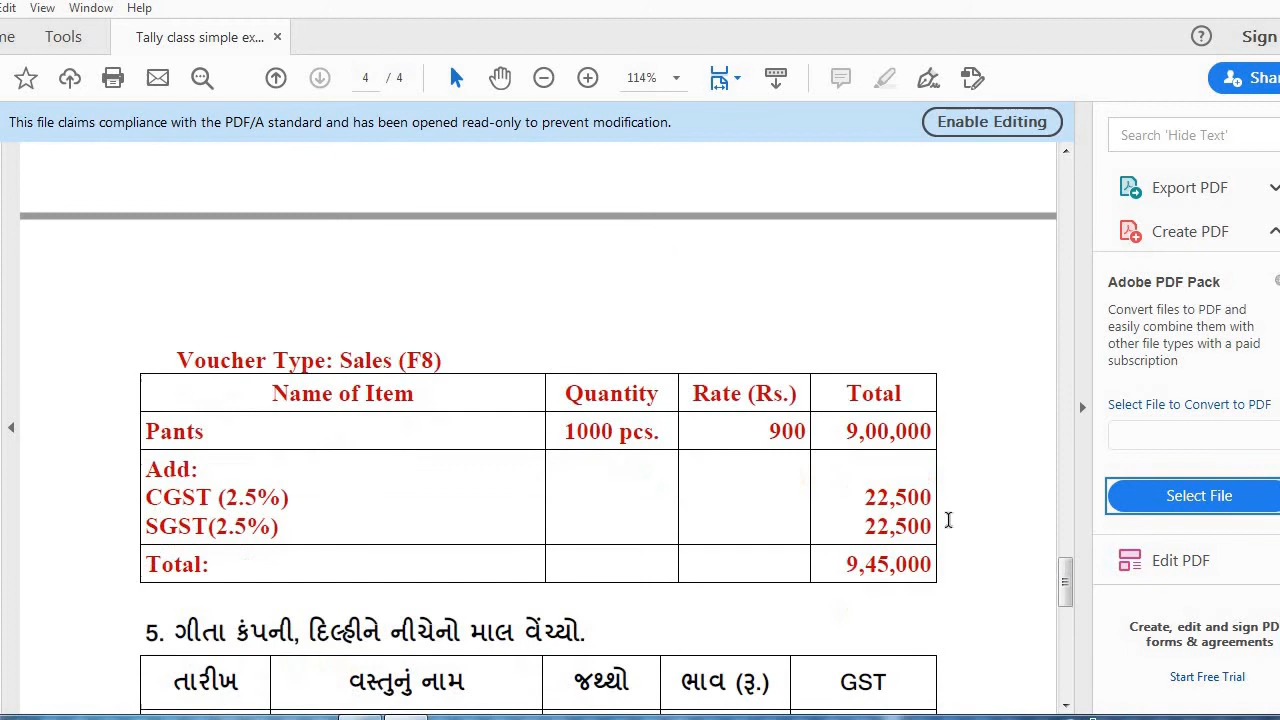 Edit View Window Help
me Tools Tally class simple ex... × ? Sign
4 / 4 114% Shar
This file claims compliance with the PDF/A standard and has been opened read-only to prevent modification. Enable Editing
Search 'Hide Text'
Export PDF
Create PDF
Adobe PDF Pack
Convert files to PDF and
easily combine them with
other file types with a paid
subscription
Select File to Convert to PDF
Select File
Edit PDF
Create, edit and sign PD
forms & agreements
Start Free Trial
Voucher Type: Sales (F8)
Name of Item Quantity Rate (Rs.) Total
Pants 1000 pcs. 900 9,00,000
Add:
CGST (2.5%) 22,500
SGST(2.5%) 22,500
Total: 9,45,000
5. ગીતા કંપની, દિલ્હીને નીચેનો માલ વેંચ્યો.
તારીખ વસ્તુનું નામ જથ્થો ભાવ (રૂ.) GST